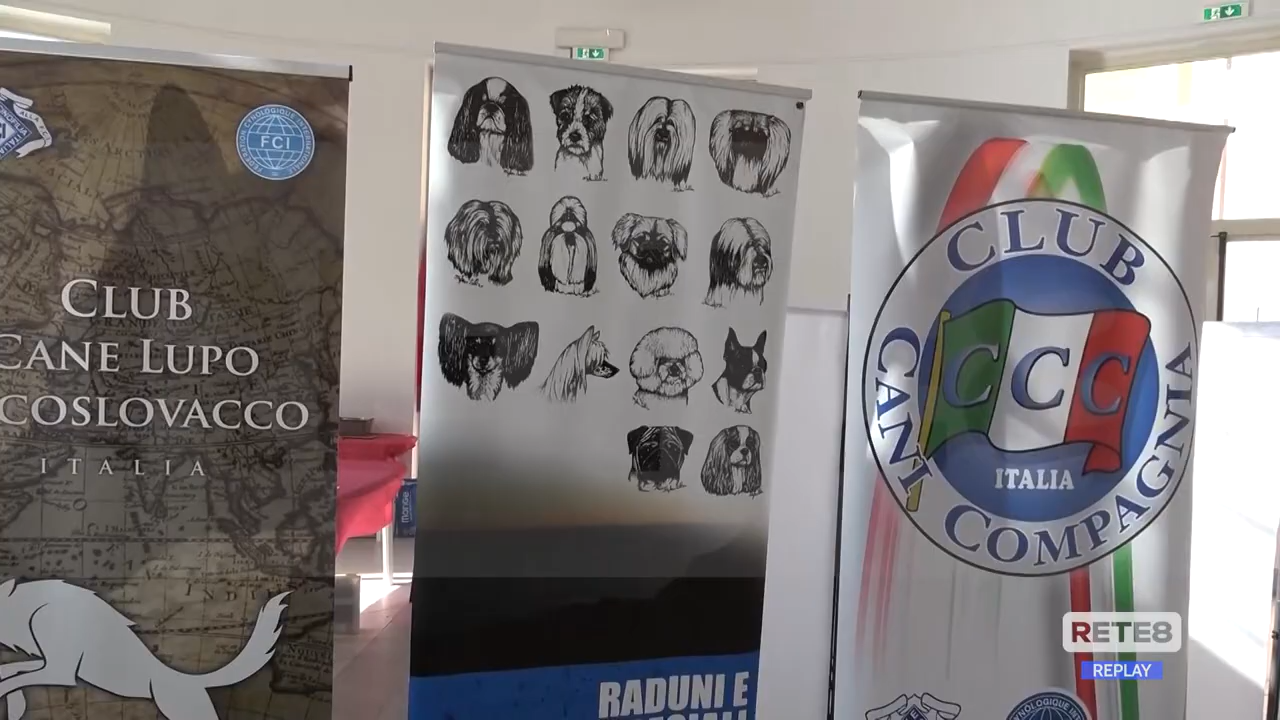 FCI
CLUB
CANE LUPO
COSLOVACCO
ITALIA
RADUNI E
CLUB
CANI
COMPAGNIA
CCC
ITALIA
RETE8
REPLAY